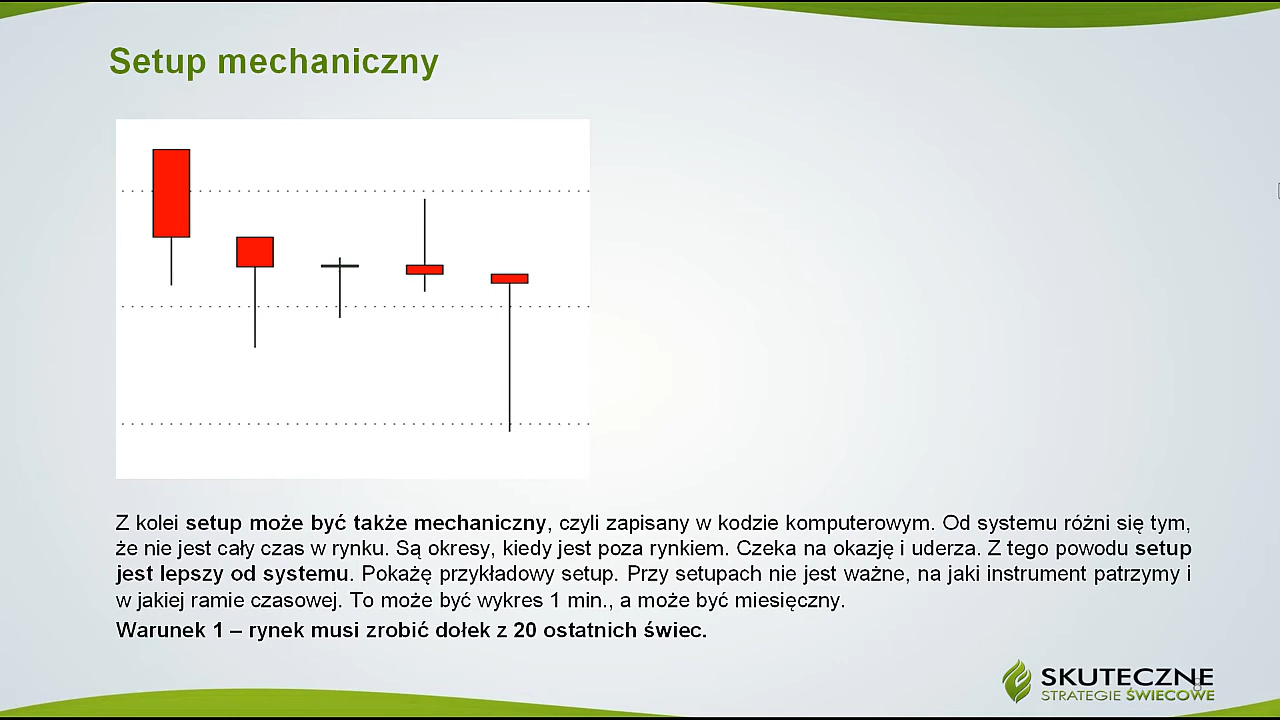 Setup mechaniczny
Z kolei setup może być także mechaniczny, czyli zapisany w kodzie komputerowym. Od systemu różni się tym,
że nie jest cały czas w rynku. Są okresy, kiedy jest poza rynkiem. Czeka na okazję i uderza. Z tego powodu setup
jest lepszy od systemu. Pokażę przykładowy setup. Przy setupach nie jest ważne, na jaki instrument patrzymy i
w jakiej ramie czasowej. To może być wykres 1 min., a może być miesięczny.
Warunek 1 – rynek musi zrobić dołek z 20 ostatnich świec.
SKUTECZNE
STRATEGIE ŚWIECOWE
8